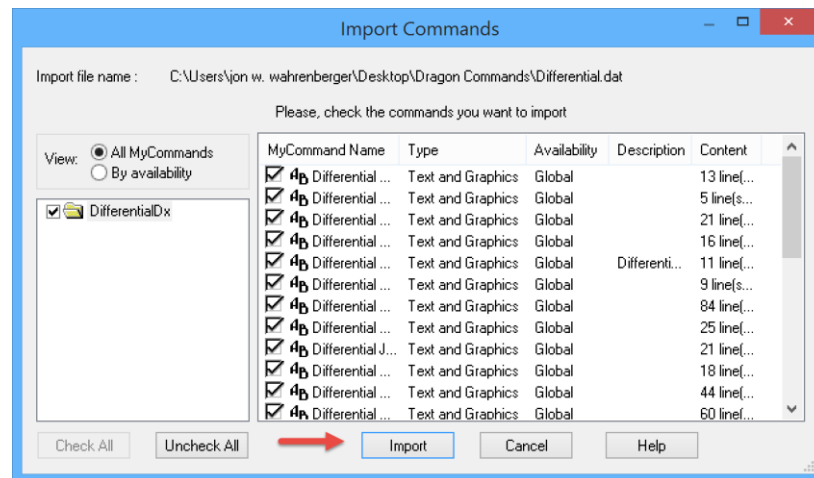 Import Commands
Import file name : C:\Users\jon w. wahrenberger\Desktop\Dragon Commands\Differential.dat
Please, check the commands you want to import
View: All MyCommands
By availability
DifferentialDx
MyCommand Name Type Availability Description Content
Differential ... Text and Graphics Global 13 line(...
Differential ... Text and Graphics Global 5 line(s...
Differential ... Text and Graphics Global 21 line(...
Differential ... Text and Graphics Global 16 line(...
Differential ... Text and Graphics Global Differenti... 11 line(...
Differential ... Text and Graphics Global 9 line(s...
Differential ... Text and Graphics Global 84 line(...
Differential ... Text and Graphics Global 25 line(...
Differential J... Text and Graphics Global 21 line(...
Differential ... Text and Graphics Global 18 line(...
Differential ... Text and Graphics Global 44 line(...
Differential ... Text and Graphics Global 60 line(...
Check All Uncheck All Import Cancel Help